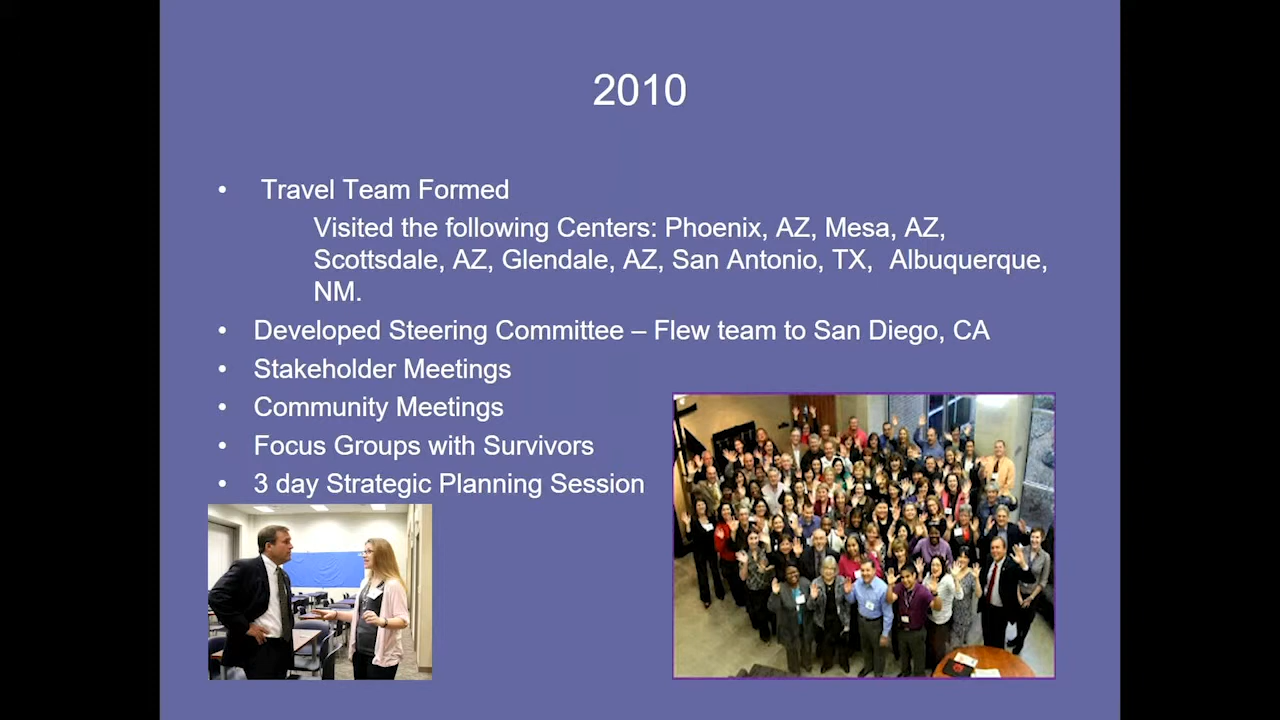 2010
• Travel Team Formed
Visited the following Centers: Phoenix, AZ, Mesa, AZ,
Scottsdale, AZ, Glendale, AZ, San Antonio, TX, Albuquerque,
NM.
• Developed Steering Committee – Flew team to San Diego, CA
• Stakeholder Meetings
• Community Meetings
• Focus Groups with Survivors
• 3 day Strategic Planning Session